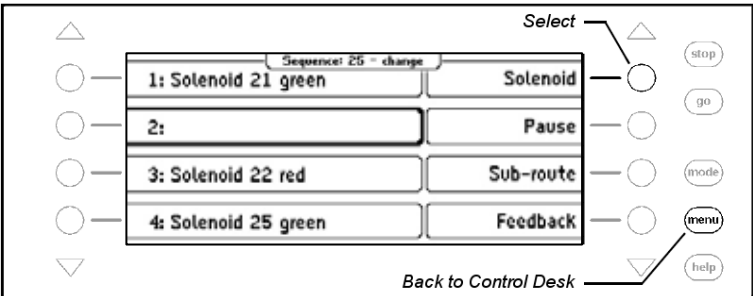 Select
Sequence: 25 - change
stop
1: Solenoid 21 green
Solenoid
go
2:
Pause
3: Solenoid 22 red
Sub-route
mode
4: Solenoid 25 green
Feedback
menu
Back to Control Desk
help